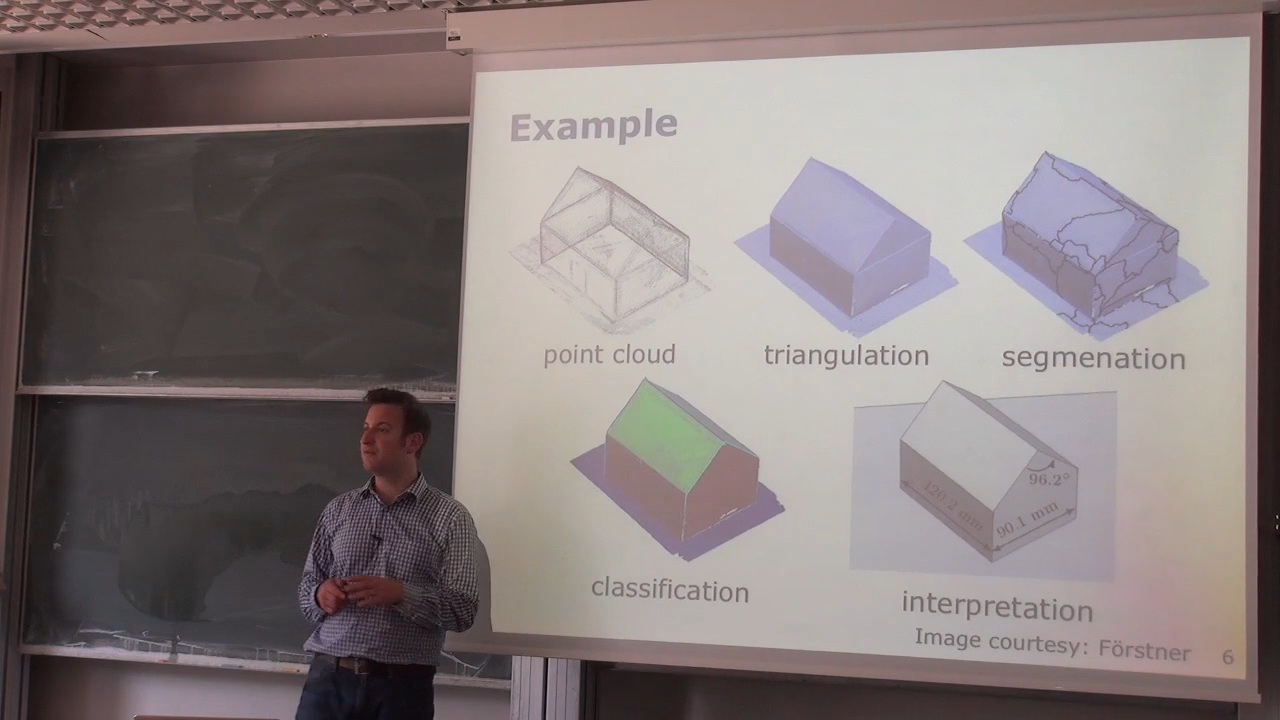 Example
point cloud
triangulation
segmenation
96.2°
120.2 mm
90.1 mm
classification
interpretation
Image courtesy: Förstner
6